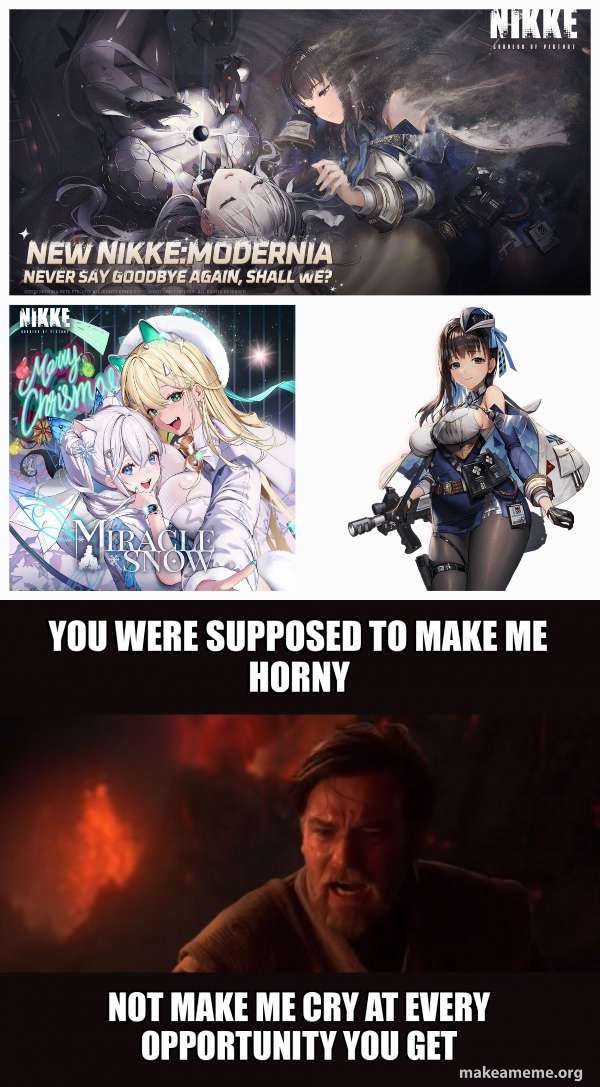 NIKKE
GODDESS OF VICTORY
NEW NIKKE:MODERNIA
NEVER SAY GOODBYE AGAIN, SHALL WE?
NIKKE
GODDESS OF VICTORY
Merry
Chrisma
MIRACLE
SNOW
YOU WERE SUPPOSED TO MAKE ME
HORNY
NOT MAKE ME CRY AT EVERY
OPPORTUNITY YOU GET
makeameme.org